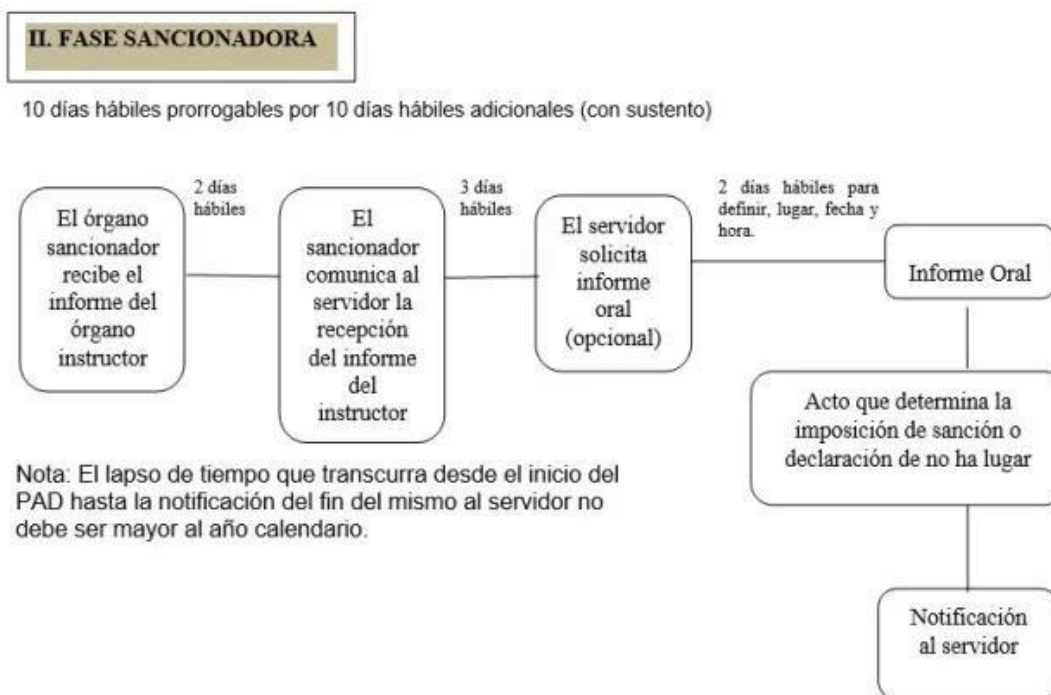 II. FASE SANCIONADORA
10 días hábiles prorrogables por 10 días hábiles adicionales (con sustento)
El órgano
sancionador
recibe el
informe del
órgano
instructor
2 días
hábiles
El
sancionador
comunica al
servidor la
recepción
del informe
del
instructor
3 días
hábiles
El servidor
solicita
informe
oral
(opcional)
2 días hábiles para
definir, lugar, fecha y
hora.
Informe Oral
Acto que determina la
imposición de sanción o
declaración de no ha lugar
Notificación
al servidor
Nota: El lapso de tiempo que transcurra desde el inicio del
PAD hasta la notificación del fin del mismo al servidor no
debe ser mayor al año calendario.